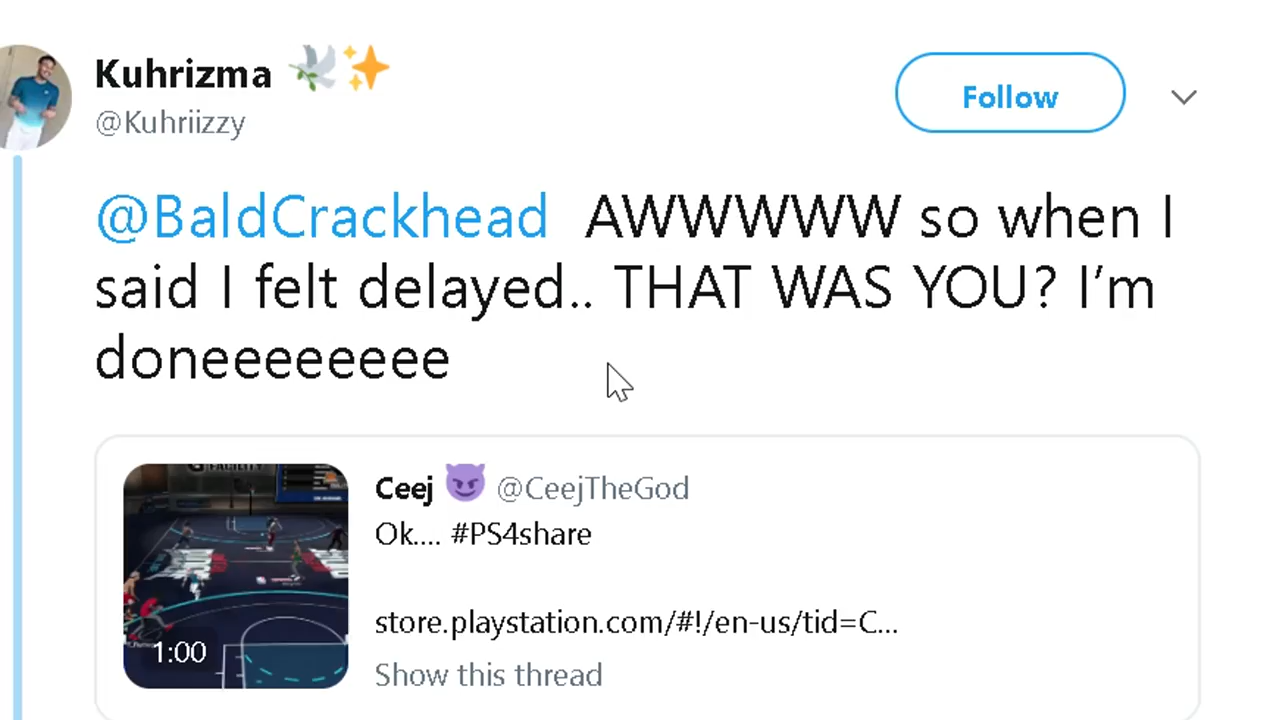 Kuhrizma 🕊✨
@Kuhriizzy
Follow
@BaldCrackhead AWWWWW so when I
said I felt delayed.. THAT WAS YOU? I’m
doneeeeeeeee
Ceej 😈 @CeejTheGod
Ok.... #PS4share
store.playstation.com/#!/en-us/tid=C...
1:00
Show this thread